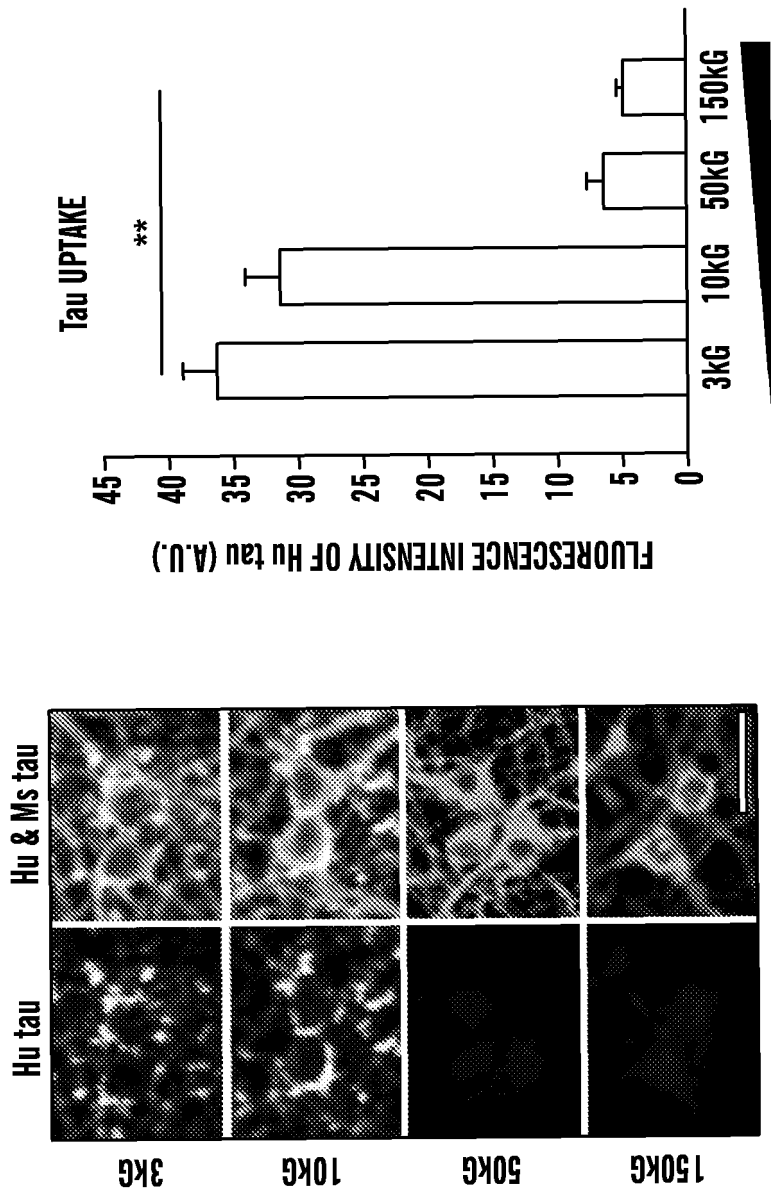 Hu tau
Hu & Ms tau
3kG
10kG
50kG
150kG
Tau UPTAKE
**
FLUORESCENCE INTENSITY OF Hu tau (A.U.)
45
40
35
30
25
20
15
10
5
0
3kG
10kG
50kG
150kG